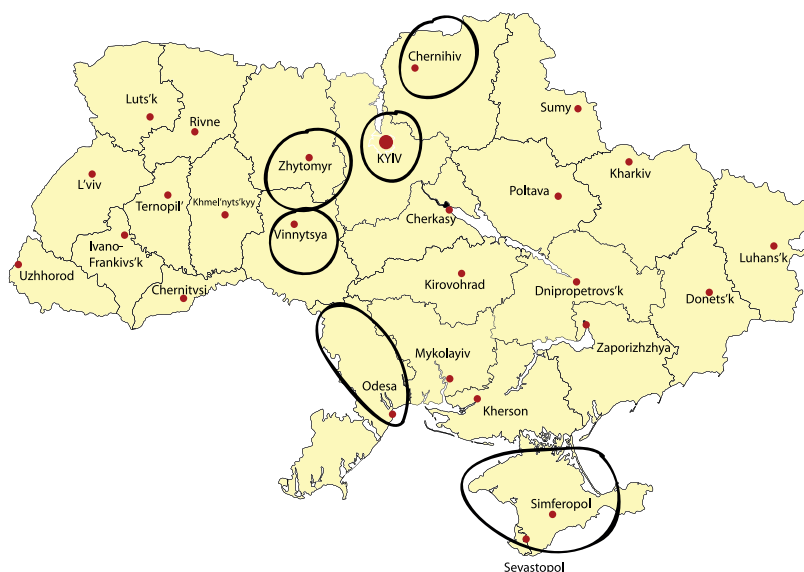 Chernihiv
Luts'k
Sumy
Rivne
KYIV
Zhytomyr
Kharkiv
L'viv
Poltava
Ternopil'
Khmel'nyts'kyy
Cherkasy
Vinnytsya
Ivano-
Frankivs'k
Luhans'k
Uzhhorod
Kirovohrad
Chernitvsi
Dnipropetrovs'k
Donets'k
Mykolayiv
Zaporizhzhya
Odesa
Kherson
Simferopol
Sevastopol